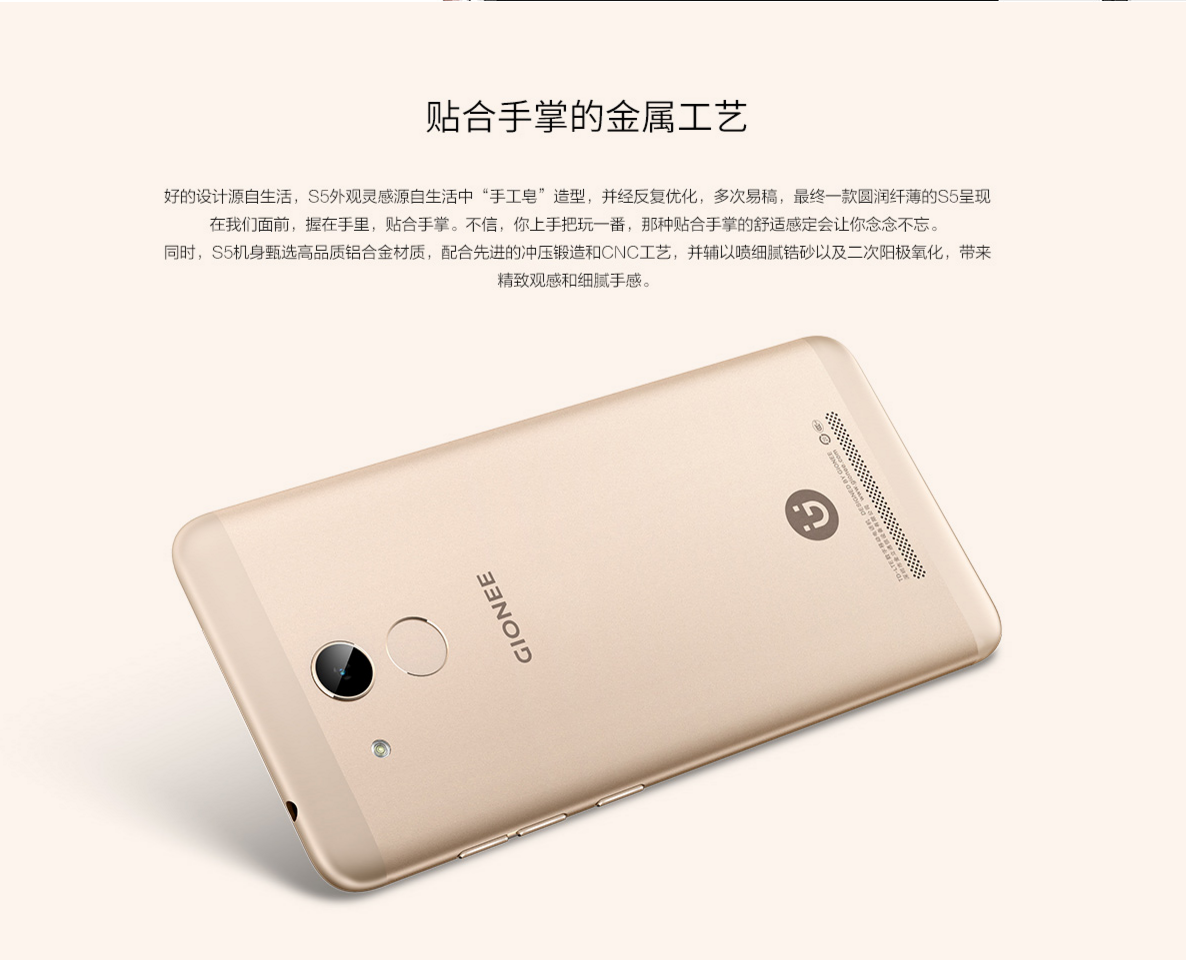 贴合手掌的金属工艺
好的设计源自生活，S5外观灵感源自生活中“手工皂”造型，并经反复优化，多次易稿，最终一款圆润纤薄的S5呈现
在我们面前，握在手里，贴合手掌。不信，你上手把玩一番，那种贴合手掌的舒适感定会让你念念不忘。
同时，S5机身甄选高品质铝合金材质，配合先进的冲压锻造和CNC工艺，并辅以喷细腻锆砂以及二次阳极氧化，带来
精致观感和细腻手感。
GIONEE
DESIGNED BY GIONEE
www.gionee.com